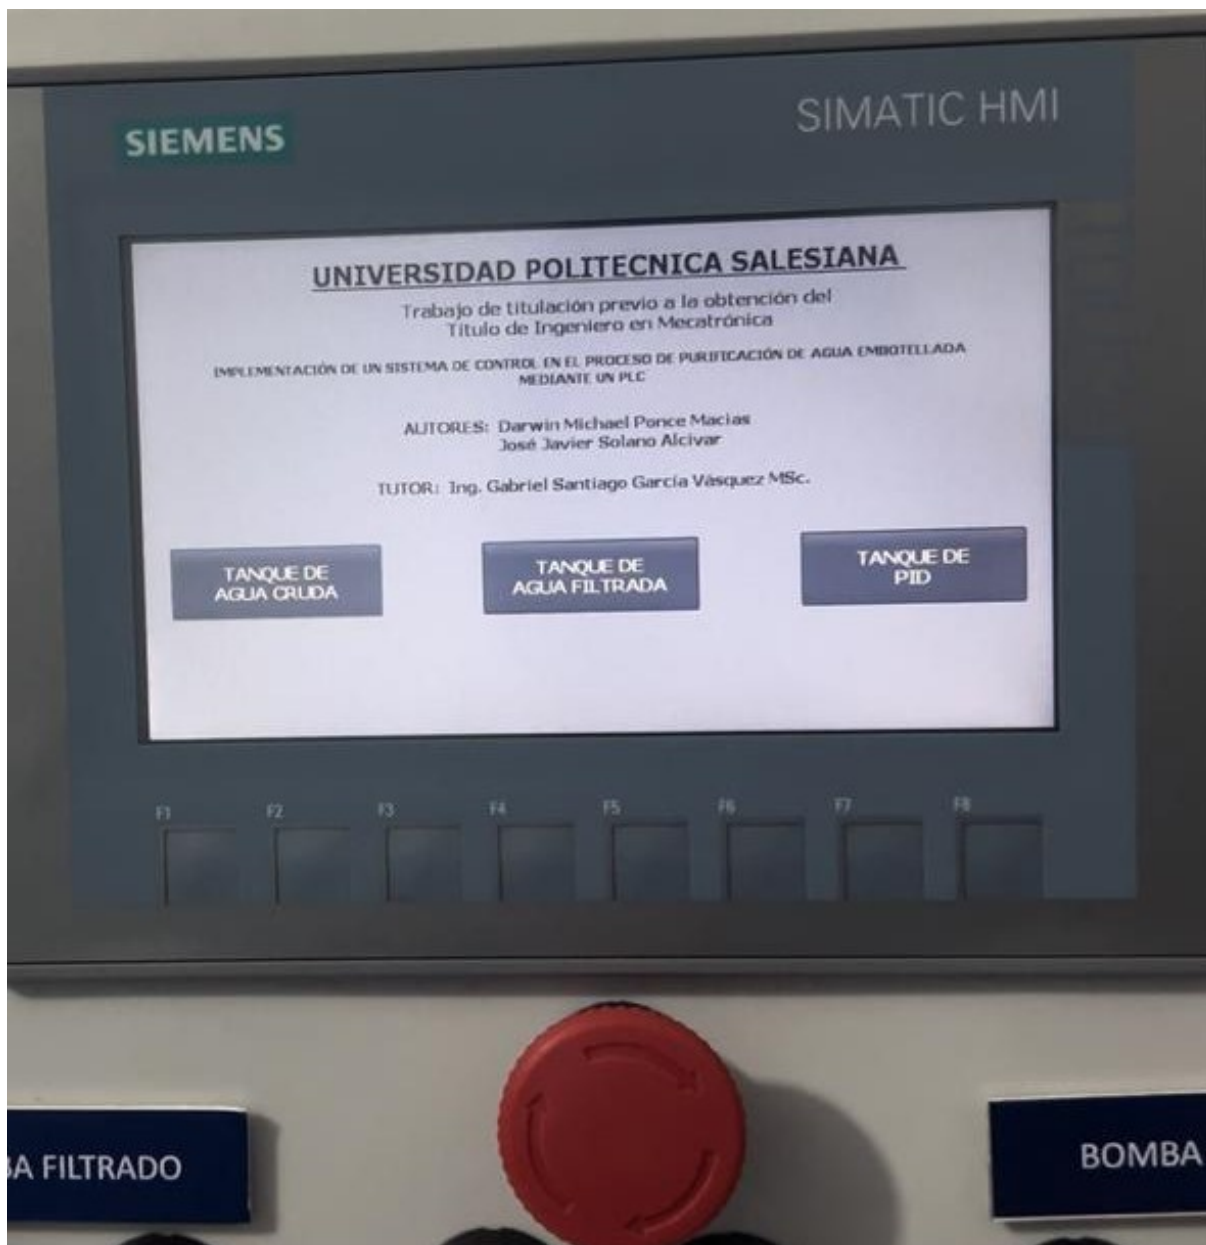 SIEMENS
SIMATIC HMI
UNIVERSIDAD POLITECNICA SALESIANA
Trabajo de titulación previo a la obtención del
Título de Ingeniero en Mecatrónica
IMPLEMENTACIÓN DE UN SISTEMA DE CONTROL EN EL PROCESO DE PURIFICACIÓN DE AGUA EMBOTELLADA
MEDIANTE UN PLC
AUTORES: Darwin Michael Ponce Macias
José Javier Solano Alcivar
TUTOR: Ing. Gabriel Santiago García Vásquez MSc.
TANQUE DE
AGUA CRUDA
TANQUE DE
AGUA FILTRADA
TANQUE DE
PID
F1 F2 F3 F4 F5 F6 F7 F8
BA FILTRADO
BOMBA